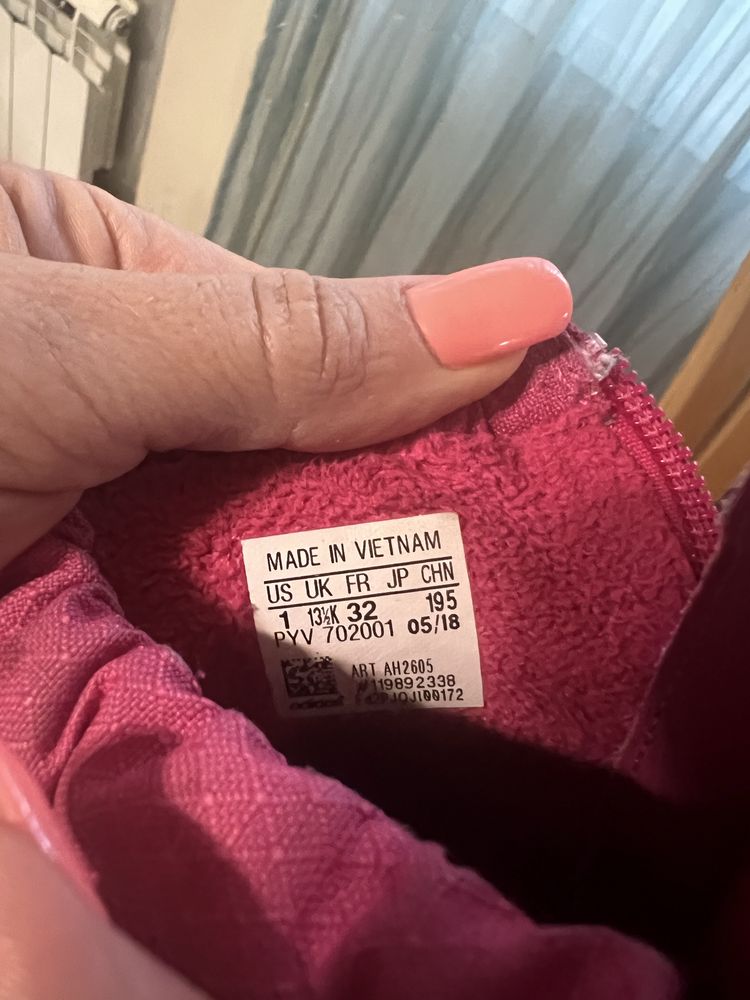 MADE IN VIETNAM
US UK FR JP CHN
1 13½K 32 195
PYV 702001 05/18
ART AH2605
#119892338
adidas